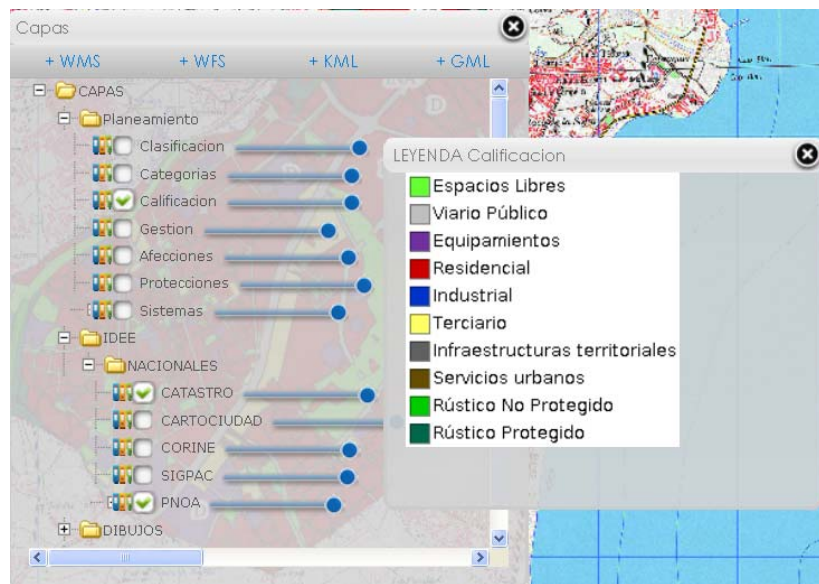 Capas
+ WMS + WFS + KML + GML
CAPAS
Planeamiento
Clasificacion
Categorias
Calificacion
Gestion
Afecciones
Protecciones
Sistemas
IDEE
NACIONALES
CATASTRO
CARTOCIUDAD
CORINE
SIGPAC
PNOA
DIBUJOS
LEYENDA Calificacion
Espacios Libres
Viario Público
Equipamientos
Residencial
Industrial
Terciario
Infraestructuras territoriales
Servicios urbanos
Rústico No Protegido
Rústico Protegido